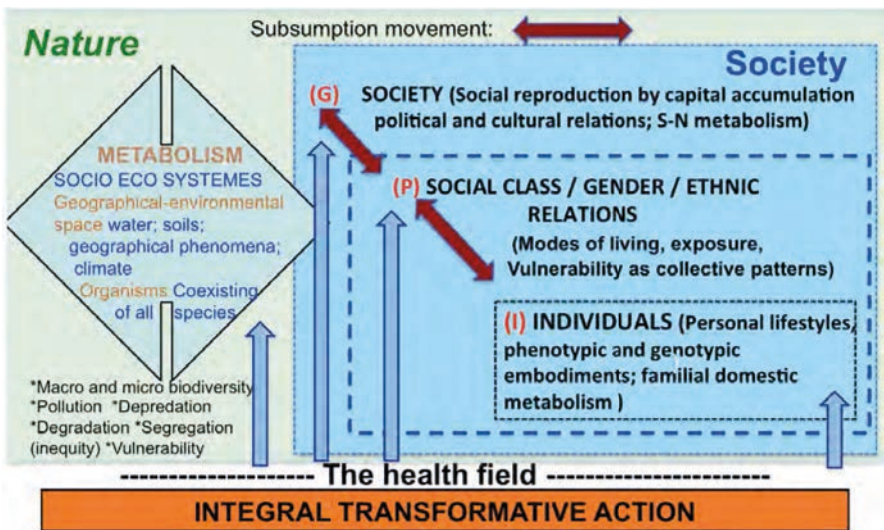 Nature
Subsumption movement:
Society
(G) SOCIETY (Social reproduction by capital accumulation
political and cultural relations; S-N metabolism)
(P) SOCIAL CLASS / GENDER / ETHNIC
RELATIONS
(Modes of living, exposure,
Vulnerability as collective patterns)
(I) INDIVIDUALS (Personal lifestyles,
phenotypic and genotypic
embodiments; familial domestic
metabolism )
METABOLISM
SOCIO ECO SYSTEMES
Geographical-environmental
space water; soils;
geographical phenomena;
climate
Organisms Coexisting
of all species
*Macro and micro biodiversity
*Pollution *Depredation
*Degradation *Segregation
(inequity) *Vulnerability
The health field
INTEGRAL TRANSFORMATIVE ACTION